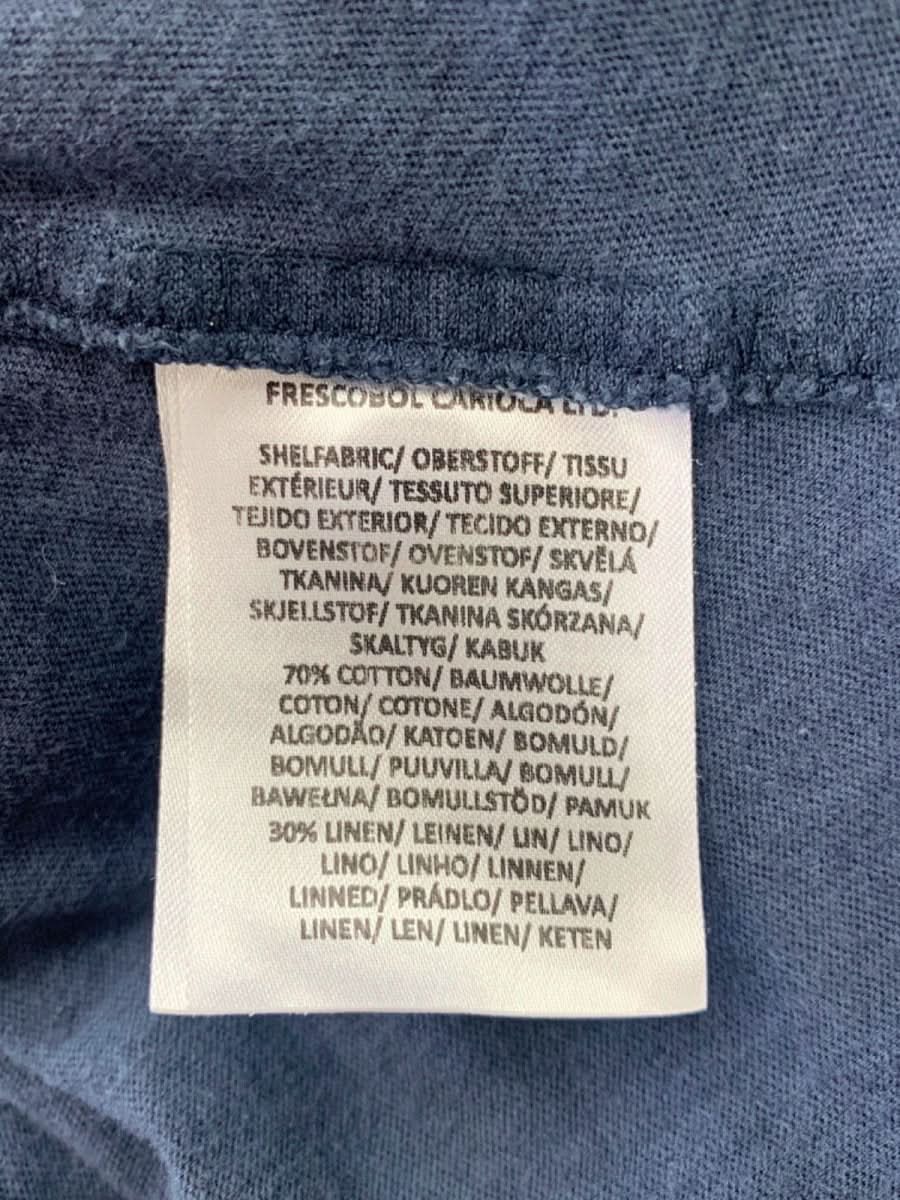 FRESCOBOL CARIOCA LTD.
SHELFABRIC/ OBERSTOFF/ TISSU
EXTÉRIEUR/ TESSUTO SUPERIORE/
TEJIDO EXTERIOR/ TECIDO EXTERNO/
BOVENSTOF/ OVENSTOF/ SKVĚLÁ
TKANINA/ KUOREN KANGAS/
SKJELLSTOF/ TKANINA SKÓRZANA/
SKALTYG/ KABUK
70% COTTON/ BAUMWOLLE/
COTON/ COTONE/ ALGODÓN/
ALGODÃO/ KATOEN/ BOMULD/
BOMULL/ PUUVILLA/ BOMULL/
BAWEŁNA/ BOMULLSTÖD/ PAMUK
30% LINEN/ LEINEN/ LIN/ LINO/
LINO/ LINHO/ LINNEN/
LINNED/ PRÁDLO/ PELLAVA/
LINEN/ LEN/ LINEN/ KETEN